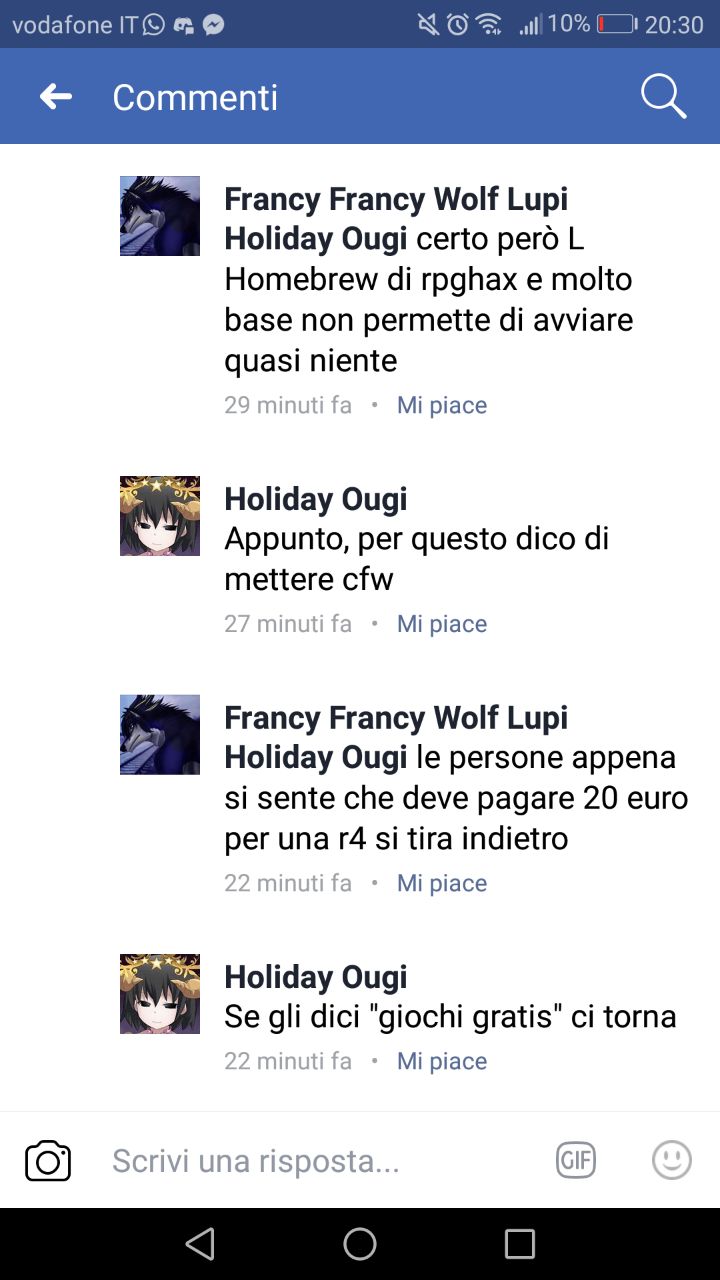 vodafone IT 10% 20:30
Commenti
Francy Francy Wolf Lupi
Holiday Ougi certo però L
Homebrew di rpghax e molto
base non permette di avviare
quasi niente
29 minuti fa • Mi piace
Holiday Ougi
Appunto, per questo dico di
mettere cfw
27 minuti fa • Mi piace
Francy Francy Wolf Lupi
Holiday Ougi le persone appena
si sente che deve pagare 20 euro
per una r4 si tira indietro
22 minuti fa • Mi piace
Holiday Ougi
Se gli dici "giochi gratis" ci torna
22 minuti fa • Mi piace
Scrivi una risposta... GIF